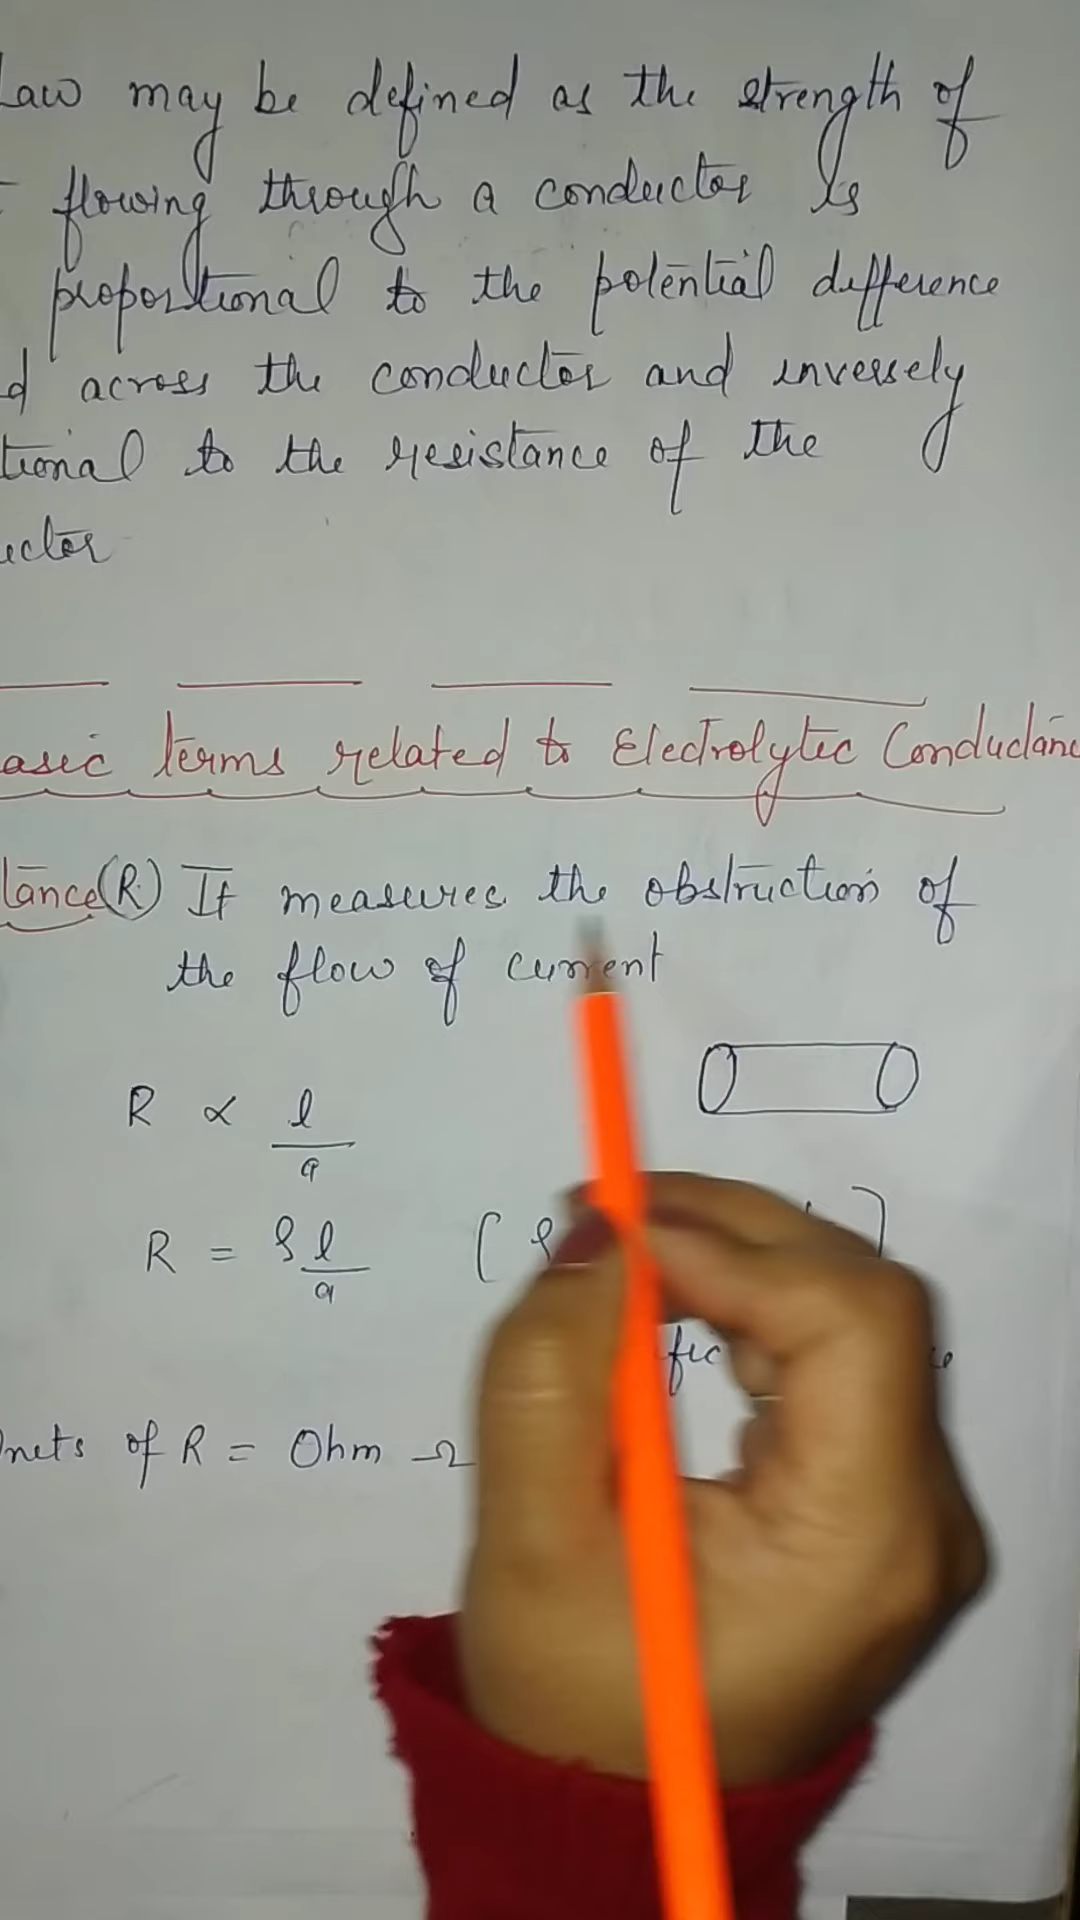 Law may be defined as the strength of
flowing through a conductor is
proportional to the potential difference
d across the conductor and inversely
tional to the resistance of the
uctor
asic terms related to Electrolytic Conductanc
tance(R) It measures the obstruction of
the flow of current
R ∝ l/a
R = ρ l/a [ρ ]
fic
nits of R = Ohm Ω